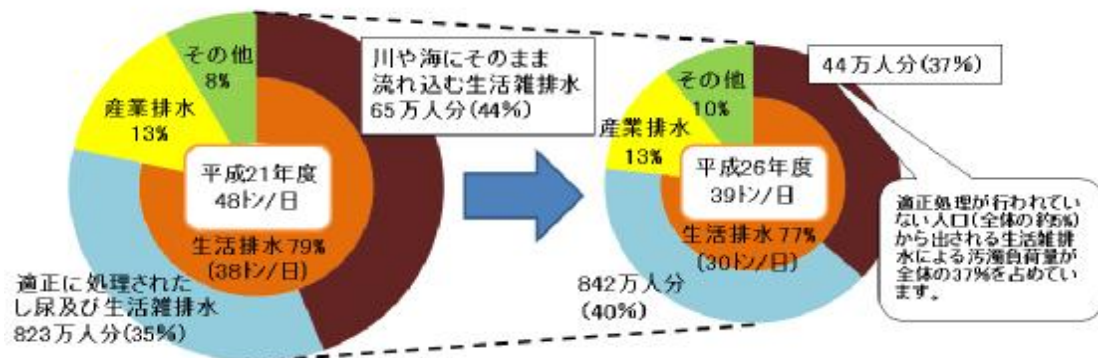 その他
8%
産業排水
13%
川や海にそのまま
流れ込む生活雑排水
65万人分(44%)
平成21年度
48トン/日
生活排水79%
(38トン/日)
適正に処理された
し尿及び生活雑排水
823万人分(35%)
44万人分(37%)
その他
10%
産業排水
13%
平成26年度
39トン/日
生活排水77%
(30トン/日)
842万人分
(40%)
適正処理が行われてい
ない人口(全体の約5%)
から出される生活雑排
水による汚濁負荷量が
全体の37%を占めてい
ます。